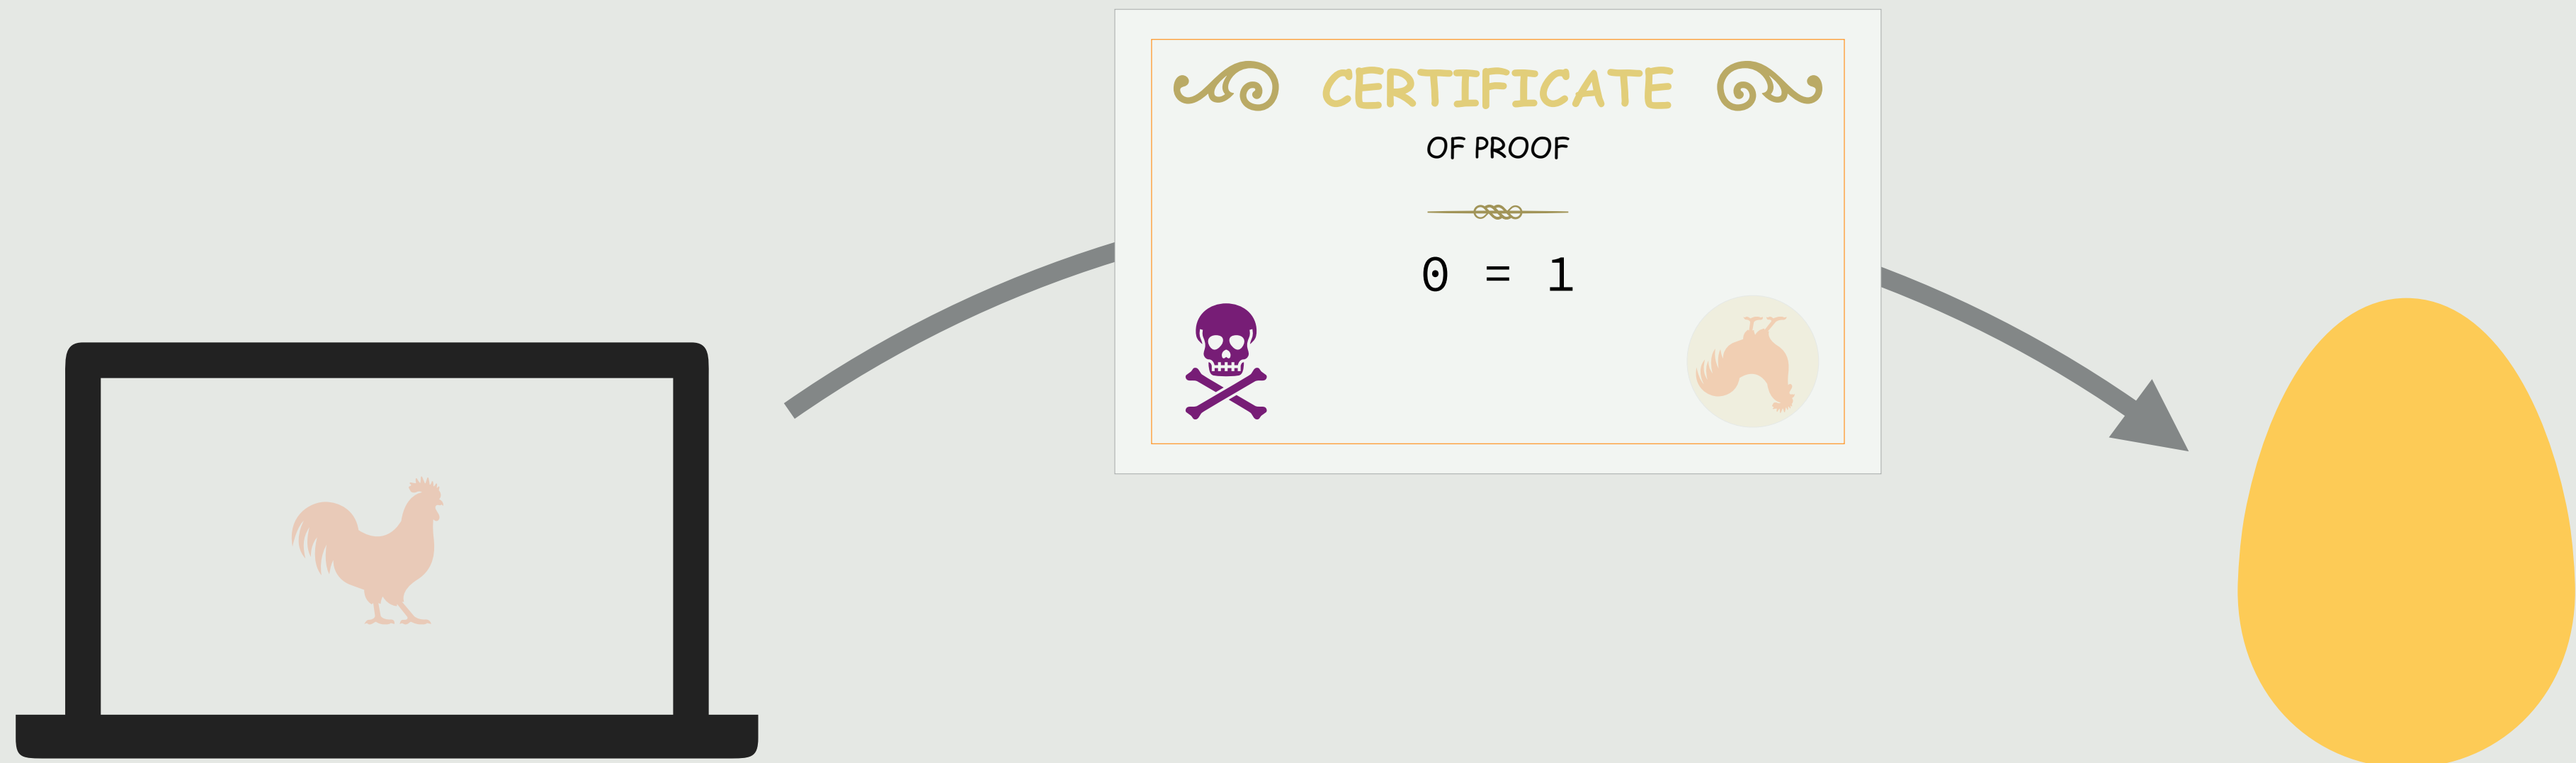 CERTIFICATE
OF PROOF
0 = 1